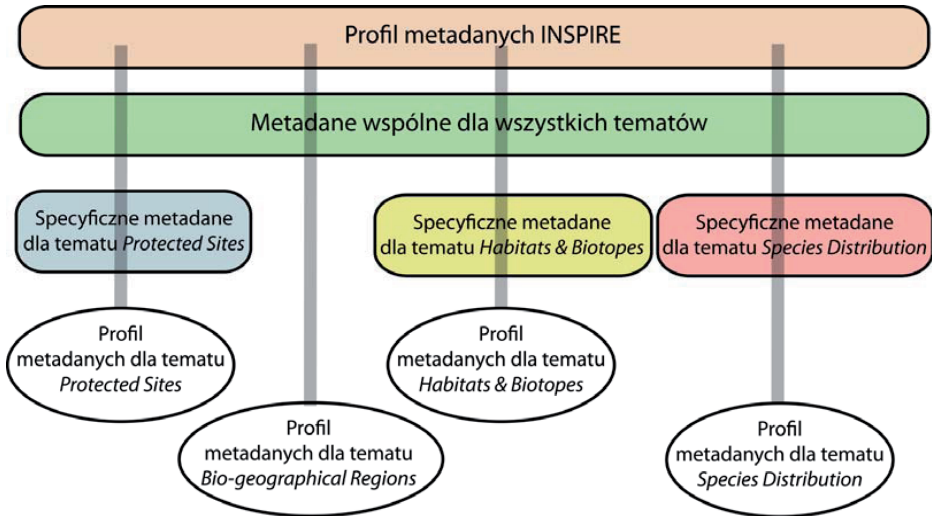 Profil metadanych INSPIRE
Metadane wspólne dla wszystkich tematów
Specyficzne metadane
dla tematu Protected Sites
Specyficzne metadane
dla tematu Habitats & Biotopes
Specyficzne metadane
dla tematu Species Distribution
Profil
metadanych dla tematu
Protected Sites
Profil
metadanych dla tematu
Habitats & Biotopes
Profil
metadanych dla tematu
Bio-geographical Regions
Profil
metadanych dla tematu
Species Distribution